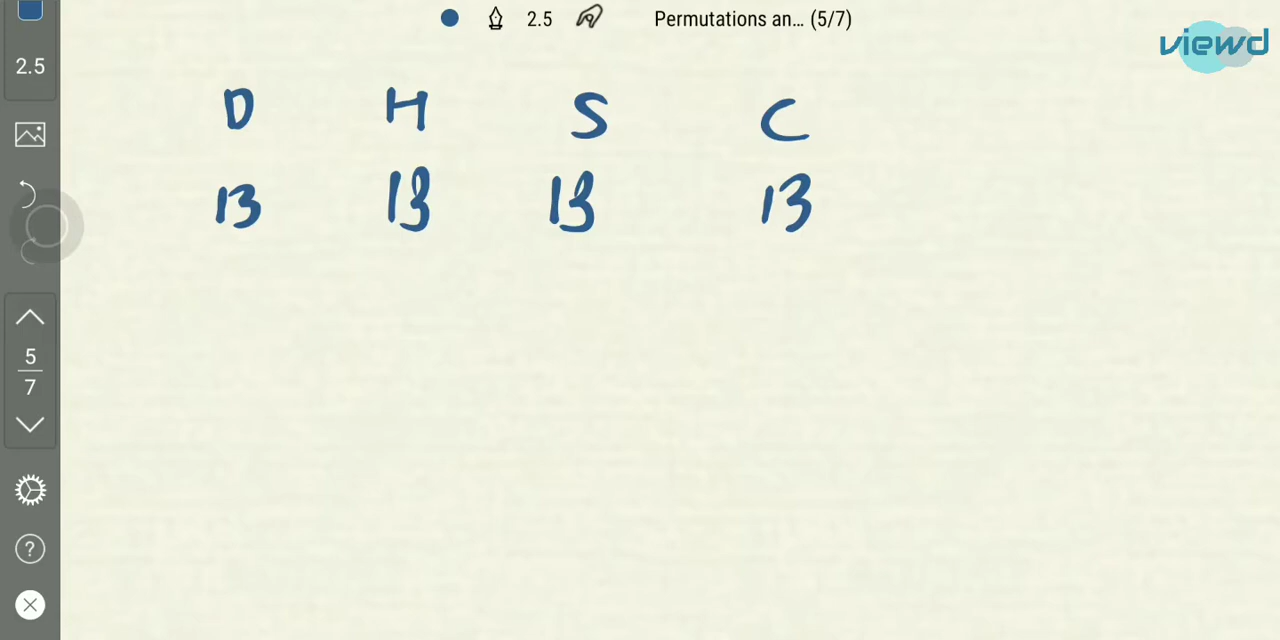 2.5 Permutations an... (5/7)
viewd
2.5
D H S C
13 13 13 13
5
7
?